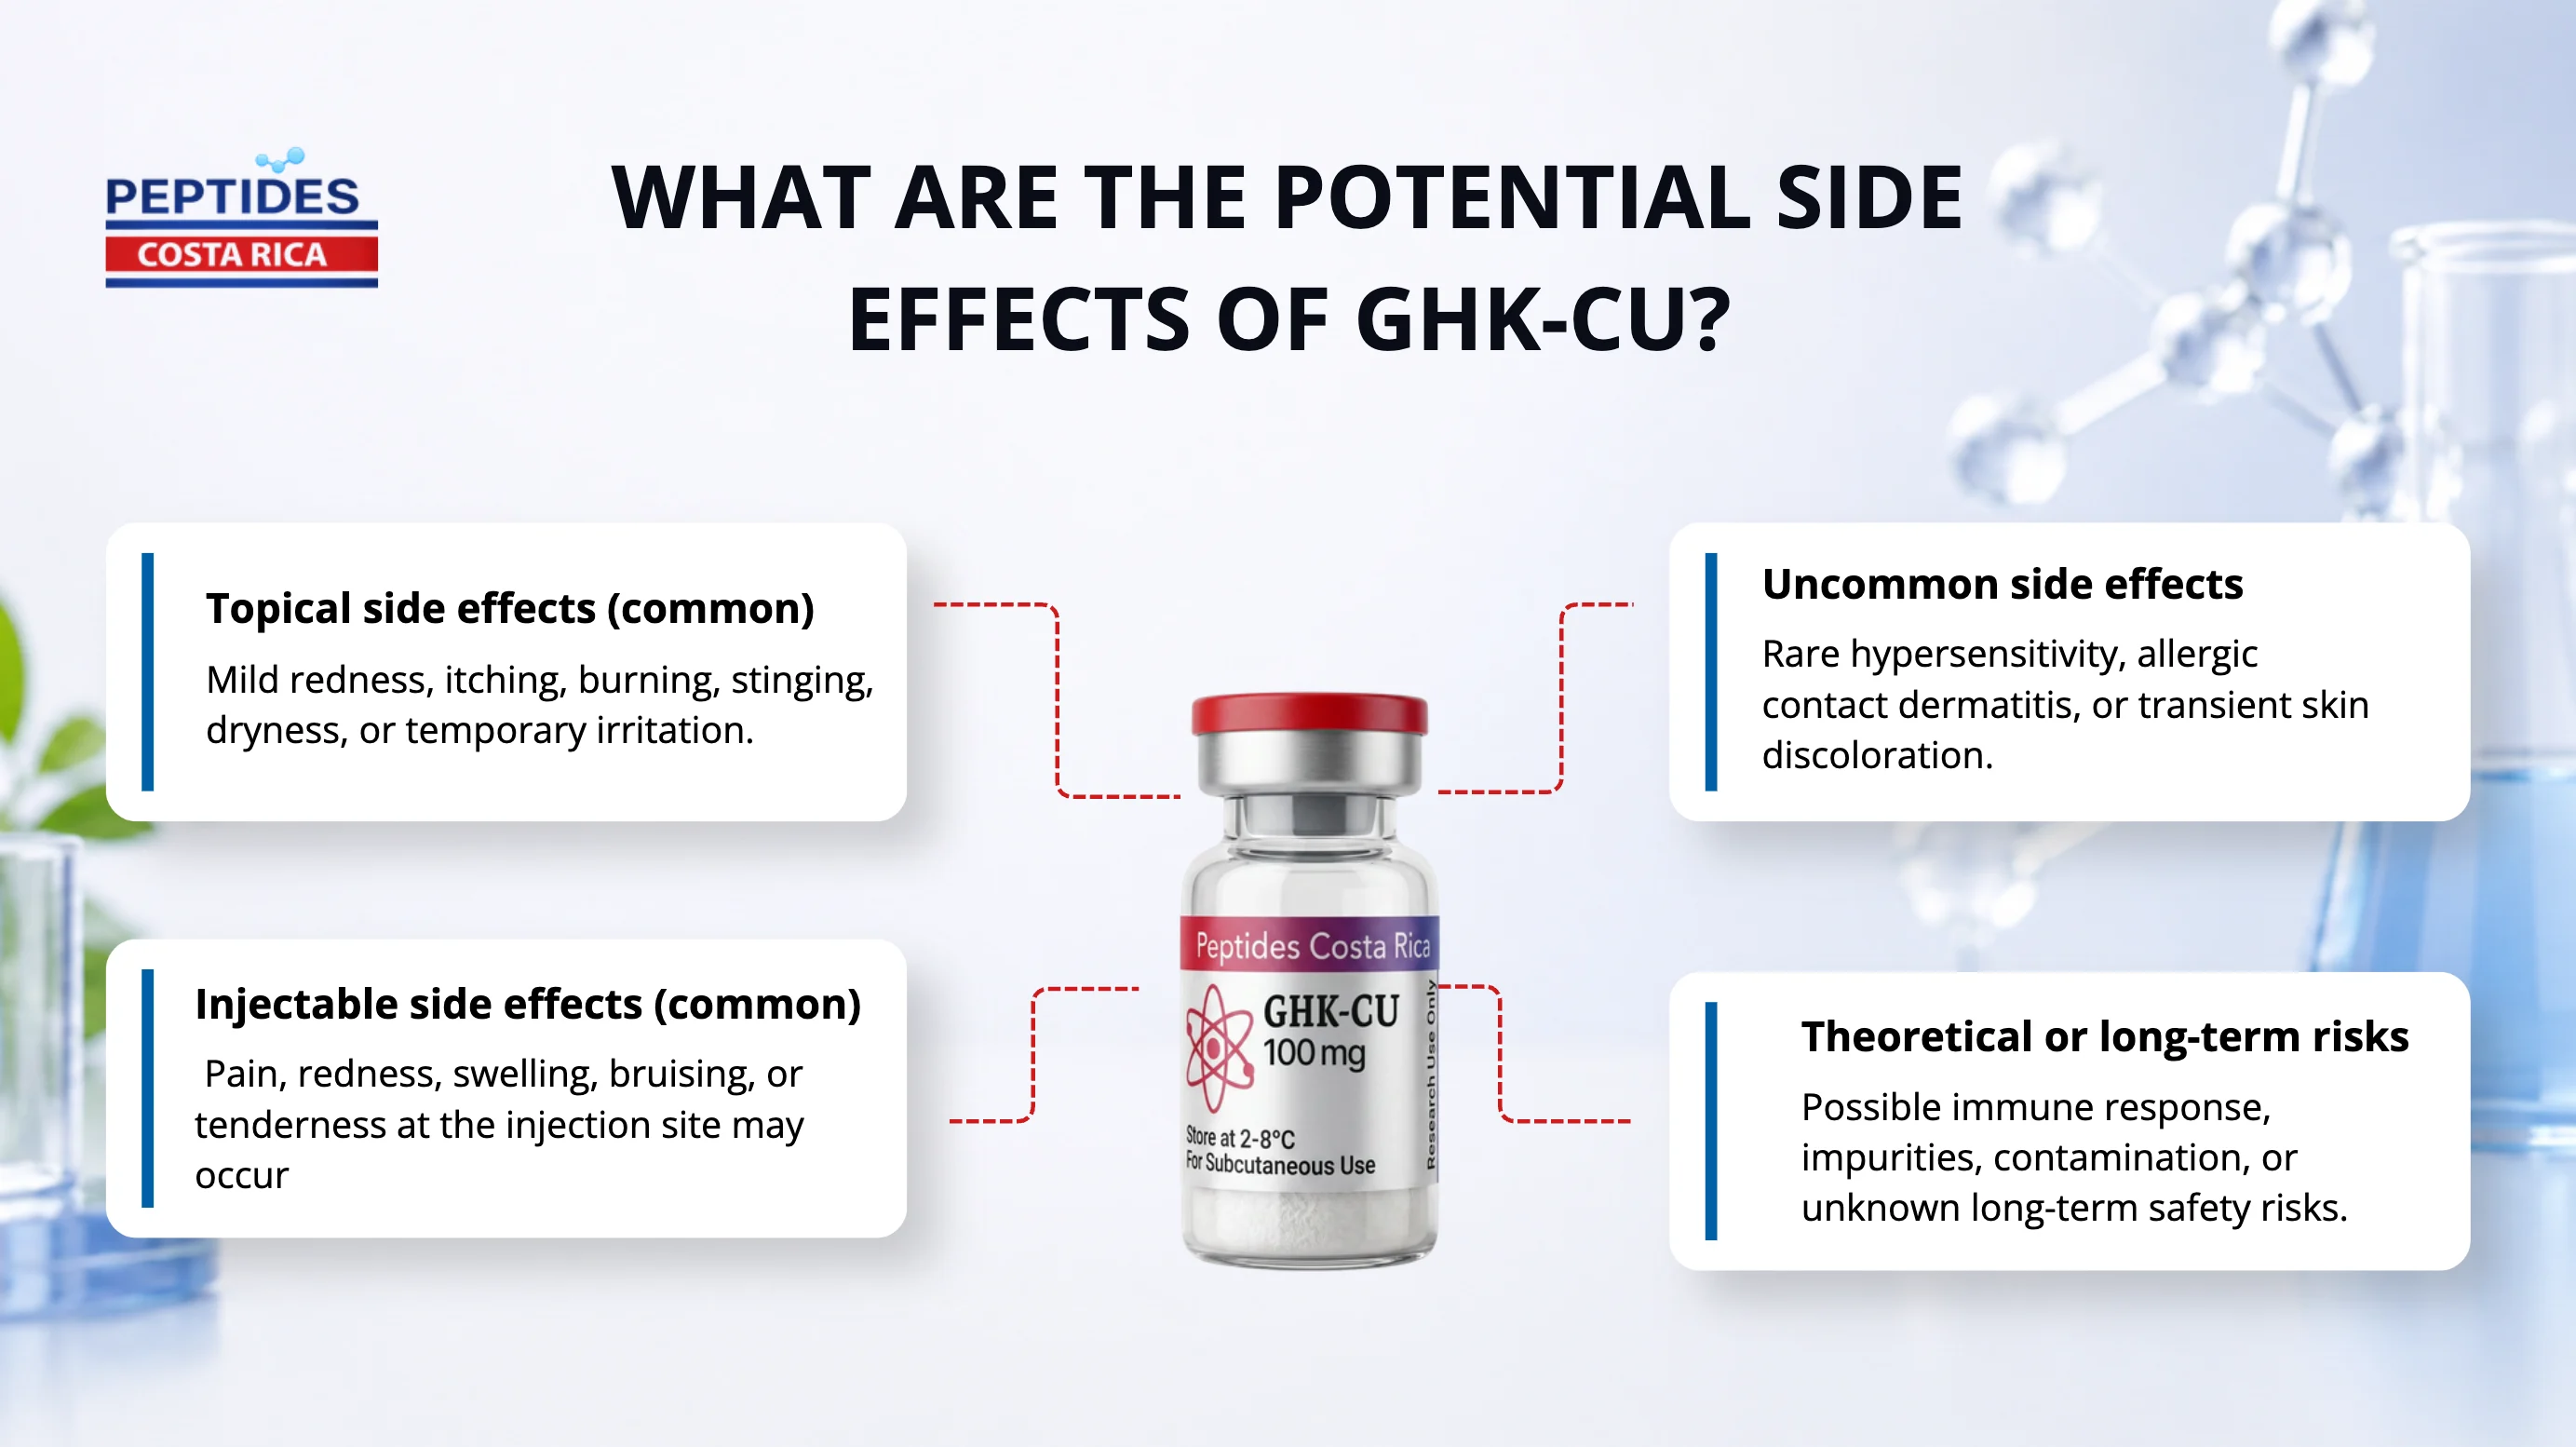 PEPTIDES
COSTA RICA
WHAT ARE THE POTENTIAL SIDE
EFFECTS OF GHK-CU?
Topical side effects (common)
Mild redness, itching, burning, stinging,
dryness, or temporary irritation.
Injectable side effects (common)
Pain, redness, swelling, bruising, or
tenderness at the injection site may
occur
Peptides Costa Rica
GHK-CU
100 mg
Store at 2-8°C
For Subcutaneous Use
Research Use Only
Uncommon side effects
Rare hypersensitivity, allergic
contact dermatitis, or transient skin
discoloration.
Theoretical or long-term risks
Possible immune response,
impurities, contamination, or
unknown long-term safety risks.